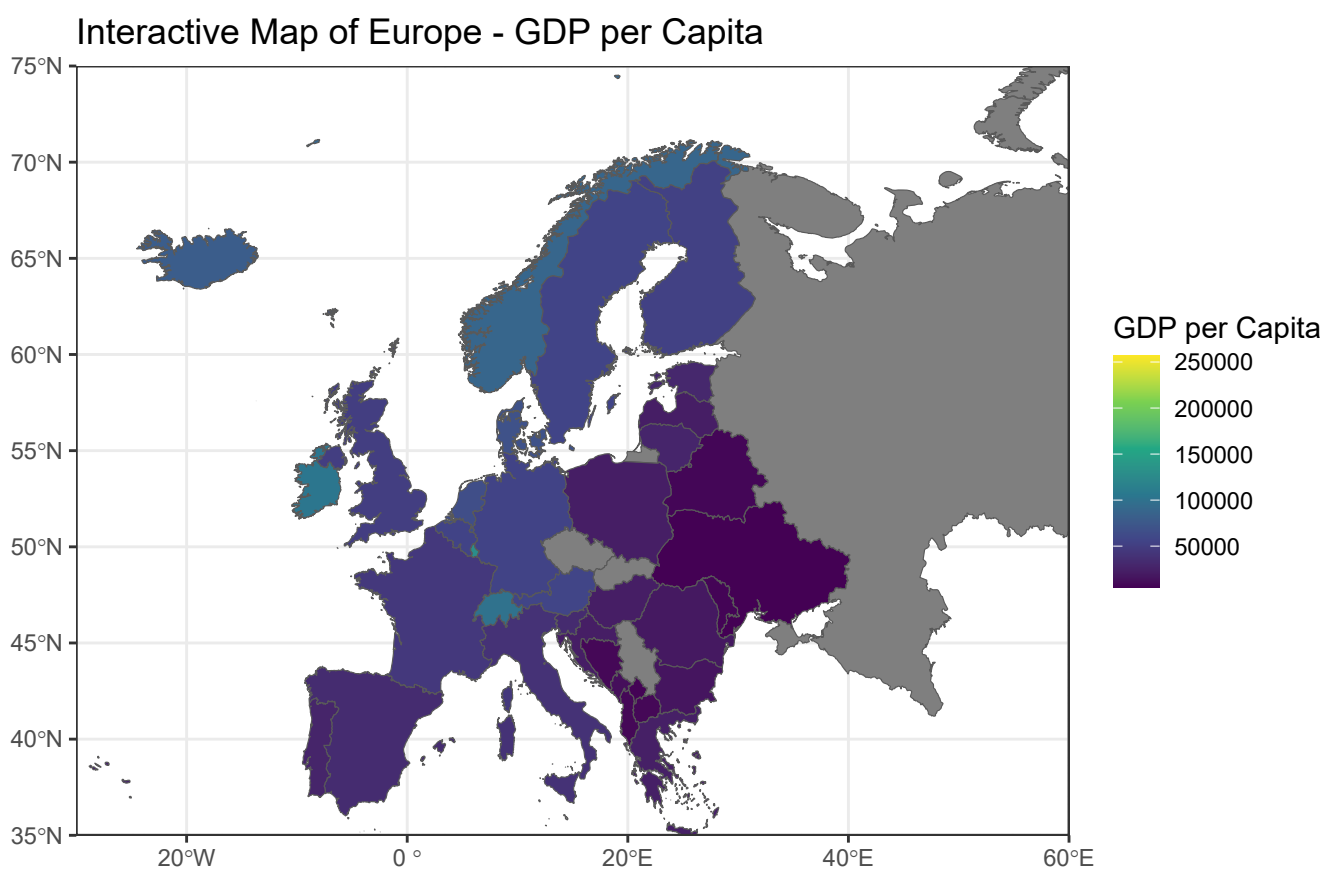 Interactive Map of Europe - GDP per Capita
75°N
70°N
65°N
60°N
55°N
50°N
45°N
40°N
35°N
20°W
0 °
20°E
40°E
60°E
GDP per Capita
250000
200000
150000
100000
50000